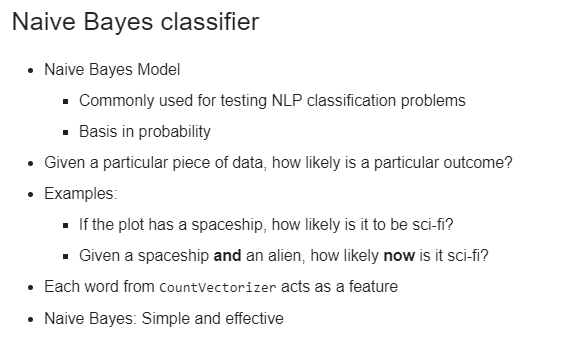 Naive Bayes classifier
• Naive Bayes Model
▪ Commonly used for testing NLP classification problems
▪ Basis in probability
• Given a particular piece of data, how likely is a particular outcome?
• Examples:
▪ If the plot has a spaceship, how likely is it to be sci-fi?
▪ Given a spaceship and an alien, how likely now is it sci-fi?
• Each word from CountVectorizer acts as a feature
• Naive Bayes: Simple and effective